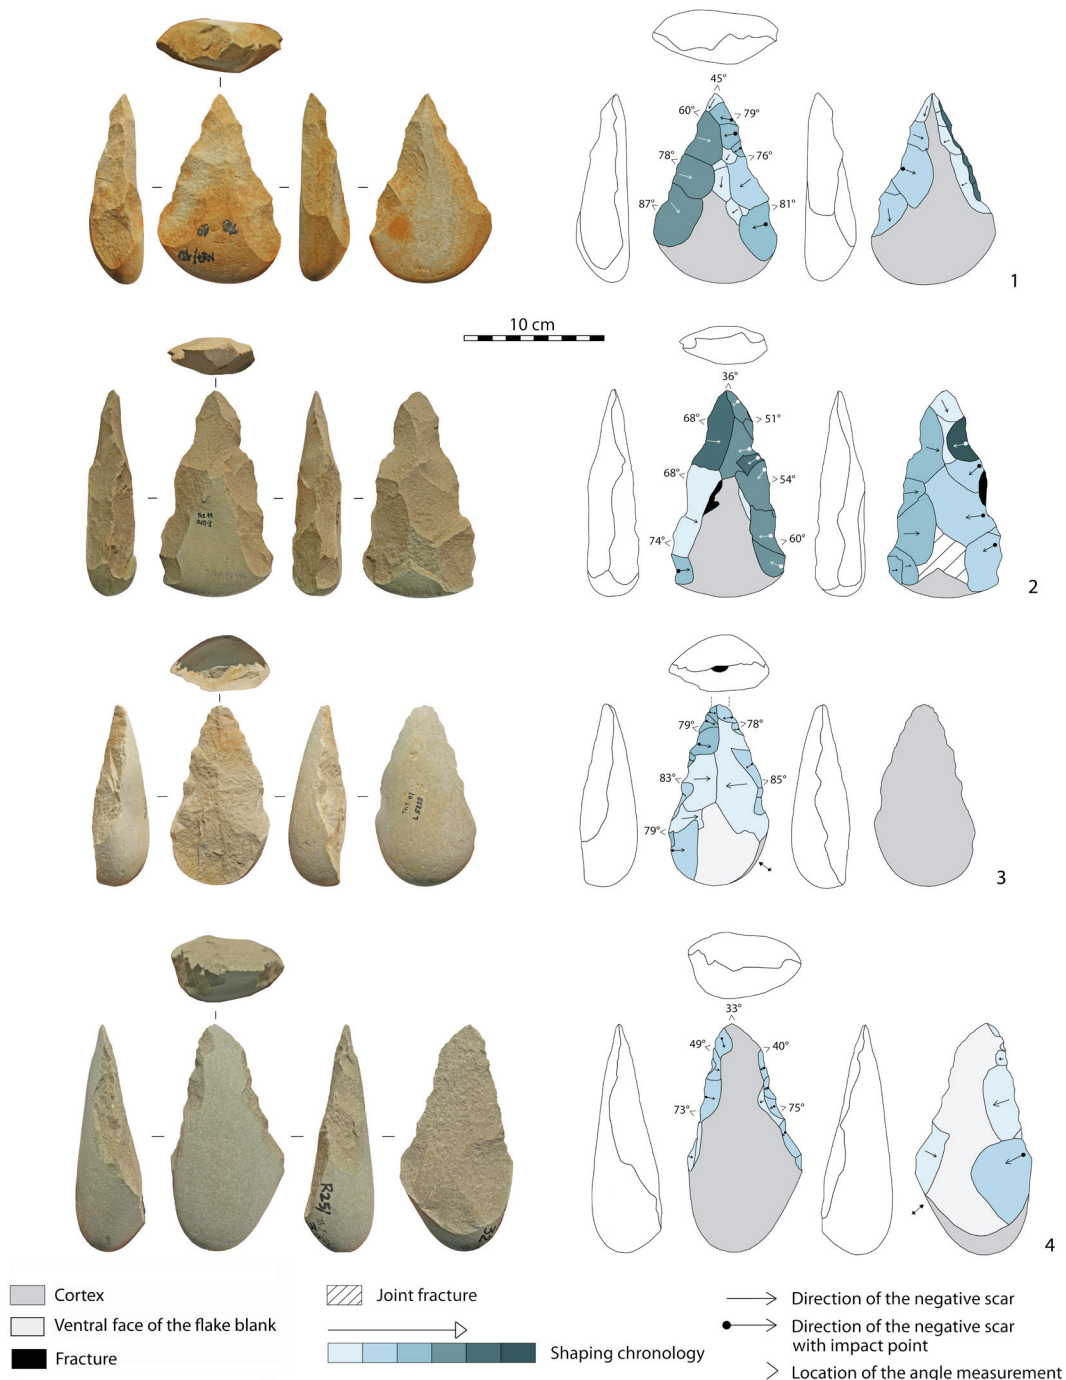 45°
60°
79°
78°
76°
87°
81°
1
10 cm
36°
68°
51°
68°
54°
74°
60°
2
79°
78°
83°
85°
79°
3
33°
49°
40°
73°
75°
R251
32
4
Cortex
Joint fracture
Direction of the negative scar
Ventral face of the flake blank
Direction of the negative scar
with impact point
Fracture
Shaping chronology
Location of the angle measurement